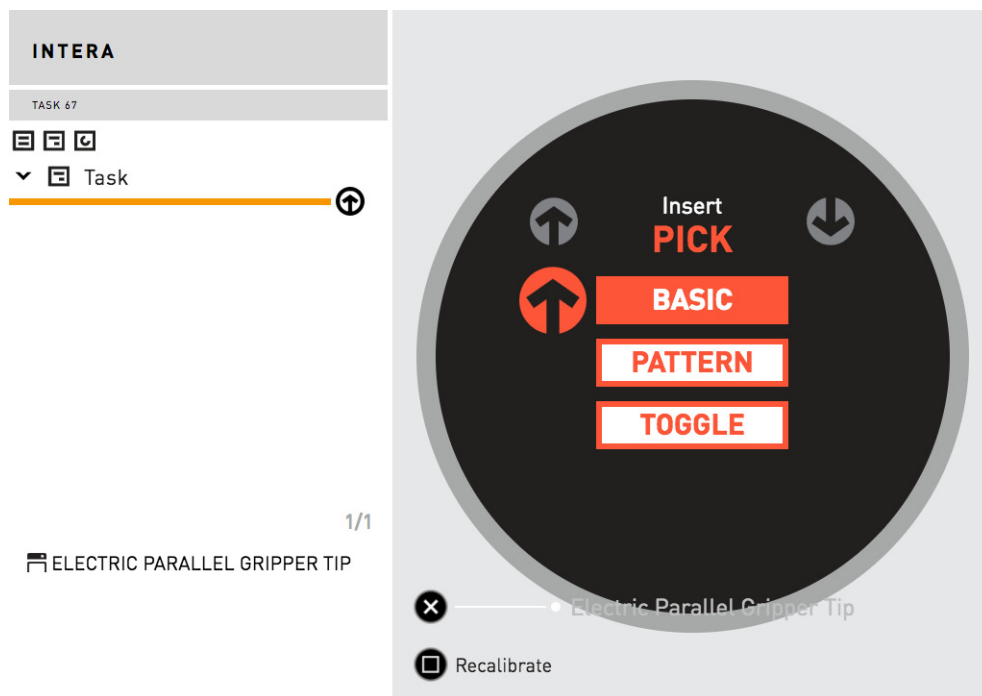 INTERA
TASK 67
Task
1/1
ELECTRIC PARALLEL GRIPPER TIP
Insert
PICK
BASIC
PATTERN
TOGGLE
Electric Parallel Gripper Tip
Recalibrate